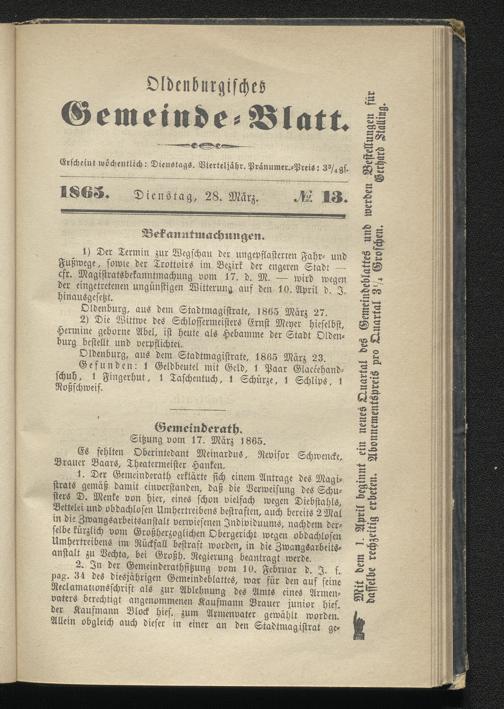 Oldenburgisches
Gemeinde-Blatt.
Erscheint wöchentlich: Dienstags. Vierteljähr. Pränumer.-Preis: 3¾ gs.
1865. Dienstag, 28. März. № 13.
Bekanntmachungen.
1) Der Termin zur Wegschau der ungepflasterten Fahr- und
Fußwege, sowie der Trottoirs im Bezirk der engeren Stadt —
cfr. Magistratsbekanntmachung vom 17. d. M. — wird wegen
der eingetretenen ungünstigen Witterung auf den 10. April d. J.
hinausgesetzt.
Oldenburg, aus dem Stadtmagistrate, 1865 März 27.
2) Die Wittwe des Schlossermeisters Ernst Meyer hieselbst,
Hermine geborne Abel, ist heute als Hebamme der Stadt Olden-
burg bestellt und verpflichtet.
Oldenburg, aus dem Stadtmagistrate, 1865 März 23.
Gefunden: 1 Geldbeutel mit Geld, 1 Paar Glacéehand-
schuh, 1 Fingerhut, 1 Taschentuch, 1 Schürze, 1 Schlips, 1
Roßschweif.
Gemeinderath.
Sitzung vom 17. März 1865.
Es fehlten Oberintedant Meinardus, Revisor Schwencke,
Brauer Baars, Theatermeister Hanken.
1. Der Gemeinderath erklärte sich einem Antrage des Magi-
strats gemäß damit einverstanden, daß die Verweisung des Schu-
sters D. Menke von hier, eines schon vielfach wegen Diebstahls,
Bettelei und obdachlosen Umhertreibens bestraften, auch bereits 2 Mal
in die Zwangsarbeitsanstalt verwiesenen Individuums, nachdem der-
selbe kürzlich vom Großherzoglichen Obergericht wegen obdachlosen
Umhertreibens im Rückfall bestraft worden, in die Zwangsarbeits-
anstalt zu Vechta, bei Großh. Regierung beantragt werde.
2. In der Gemeinderathssitzung vom 10. Februar d. J. s.
pag. 34 des diesjährigen Gemeindeblattes, war für den auf seine
Reclamationsschrift als zur Ablehnung des Amts eines Armen-
vaters berechtigt angenommenen Kaufmann Brauer junior hies.
der Kaufmann Block hies. zum Armenvater gewählt worden.
Allein obgleich auch dieser in einer an den Stadtmagistrat ge-
Mit dem 1. April beginnt ein neues Quartal des Gemeindeblattes und werden Bestellungen für
dasselbe rechzeitig erbeten. Abonnementspreis pro Quartal 3¾ Groschen. Gerhard Stalling.